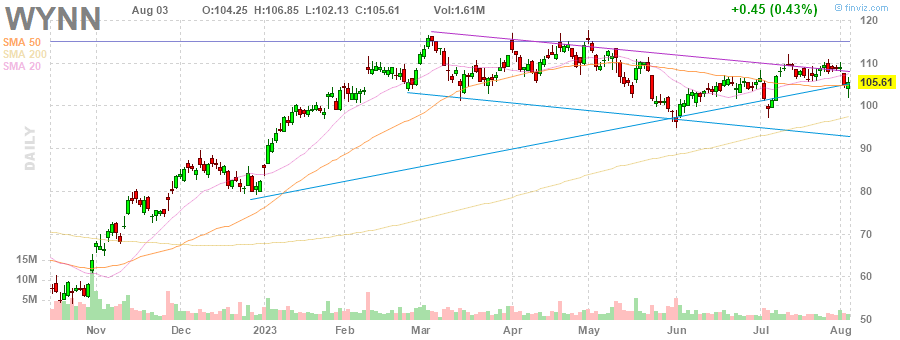 WYNN Aug 03 O:104.25 H:106.85 L:102.13 C:105.61 Vol:1.61M +0.45 (0.43%) © finviz.com
SMA 50
SMA 200
SMA 20
DAILY
120
110
105.61
100
90
80
70
60
50
15M
10M
5M
Nov Dec 2023 Feb Mar Apr May Jun Jul Aug